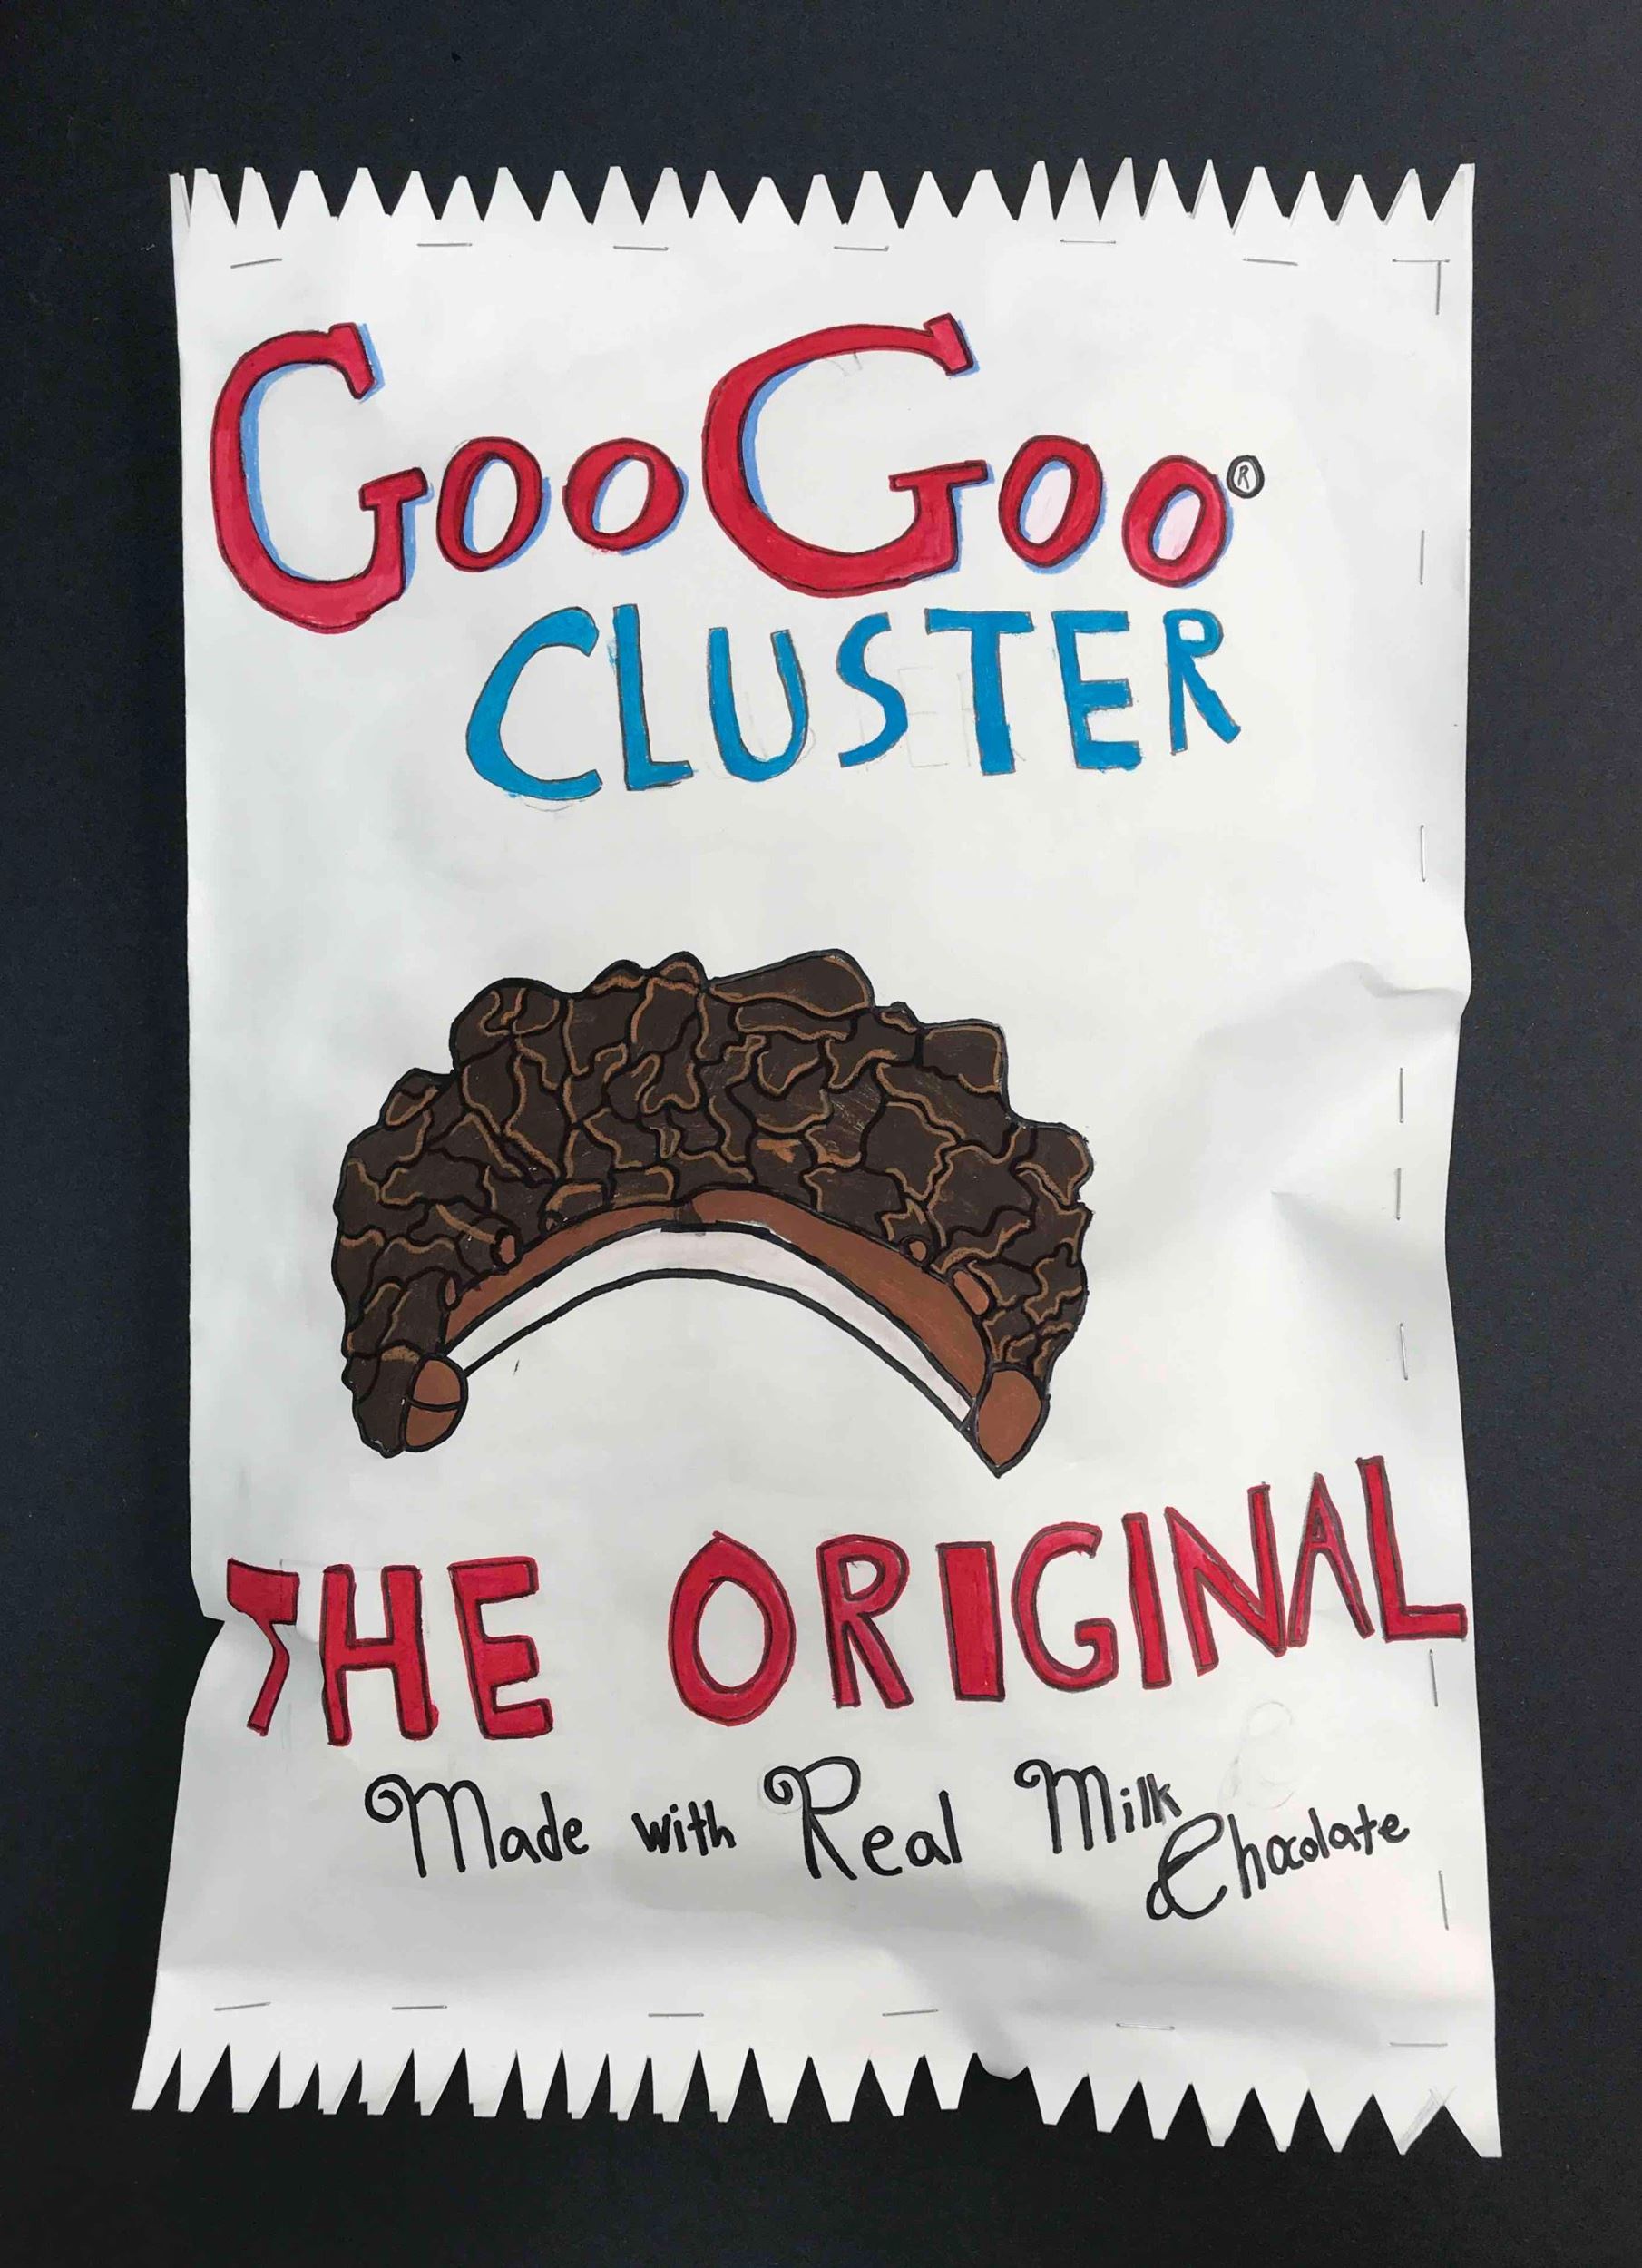 GooGoo®
CLUSTER
THE ORIGINAL
Made with Real Milk
Chocolate